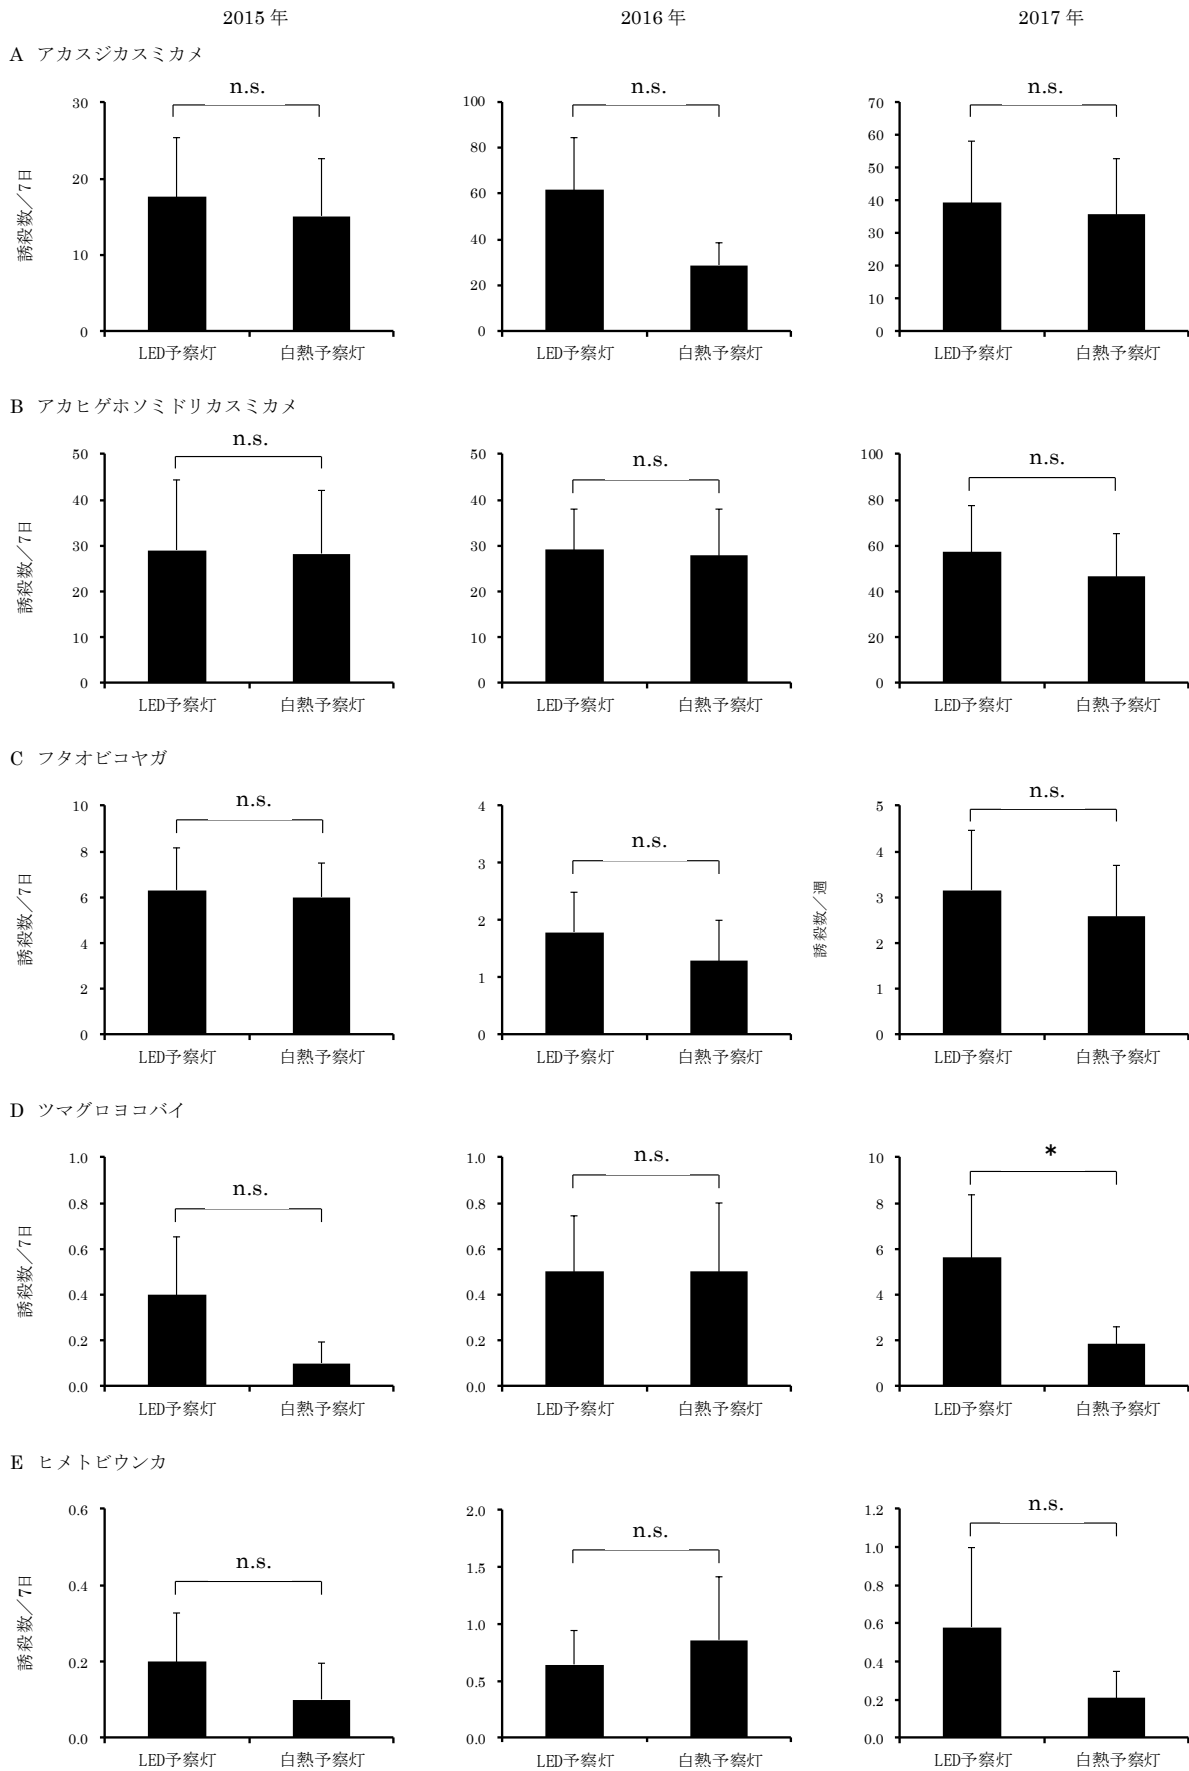 2015 年 2016 年 2017 年
A アカスジカスミカメ
n.s. n.s. n.s.
誘殺数／7日
30
20
10
0
LED予察灯 白熱予察灯
100
80
60
40
20
0
LED予察灯 白熱予察灯
70
60
50
40
30
20
10
0
LED予察灯 白熱予察灯
B アカヒゲホソミドリカスミカメ
n.s. n.s. n.s.
誘殺数／7日
50
40
30
20
10
0
LED予察灯 白熱予察灯
50
40
30
20
10
0
LED予察灯 白熱予察灯
100
80
60
40
20
0
LED予察灯 白熱予察灯
C フタオビコヤガ
n.s. n.s. n.s.
誘殺数／7日
10
8
6
4
2
0
LED予察灯 白熱予察灯
4
3
2
1
0
LED予察灯 白熱予察灯
誘殺数／週
5
4
3
2
1
0
LED予察灯 白熱予察灯
D ツマグロヨコバイ
n.s. n.s. *
誘殺数／7日
1.0
0.8
0.6
0.4
0.2
0.0
LED予察灯 白熱予察灯
1.0
0.8
0.6
0.4
0.2
0.0
LED予察灯 白熱予察灯
10
8
6
4
2
0
LED予察灯 白熱予察灯
E ヒメトビウンカ
n.s. n.s. n.s.
誘殺数／7日
0.6
0.4
0.2
0.0
LED予察灯 白熱予察灯
2.0
1.5
1.0
0.5
0.0
LED予察灯 白熱予察灯
1.2
1.0
0.8
0.6
0.4
0.2
0.0
LED予察灯 白熱予察灯